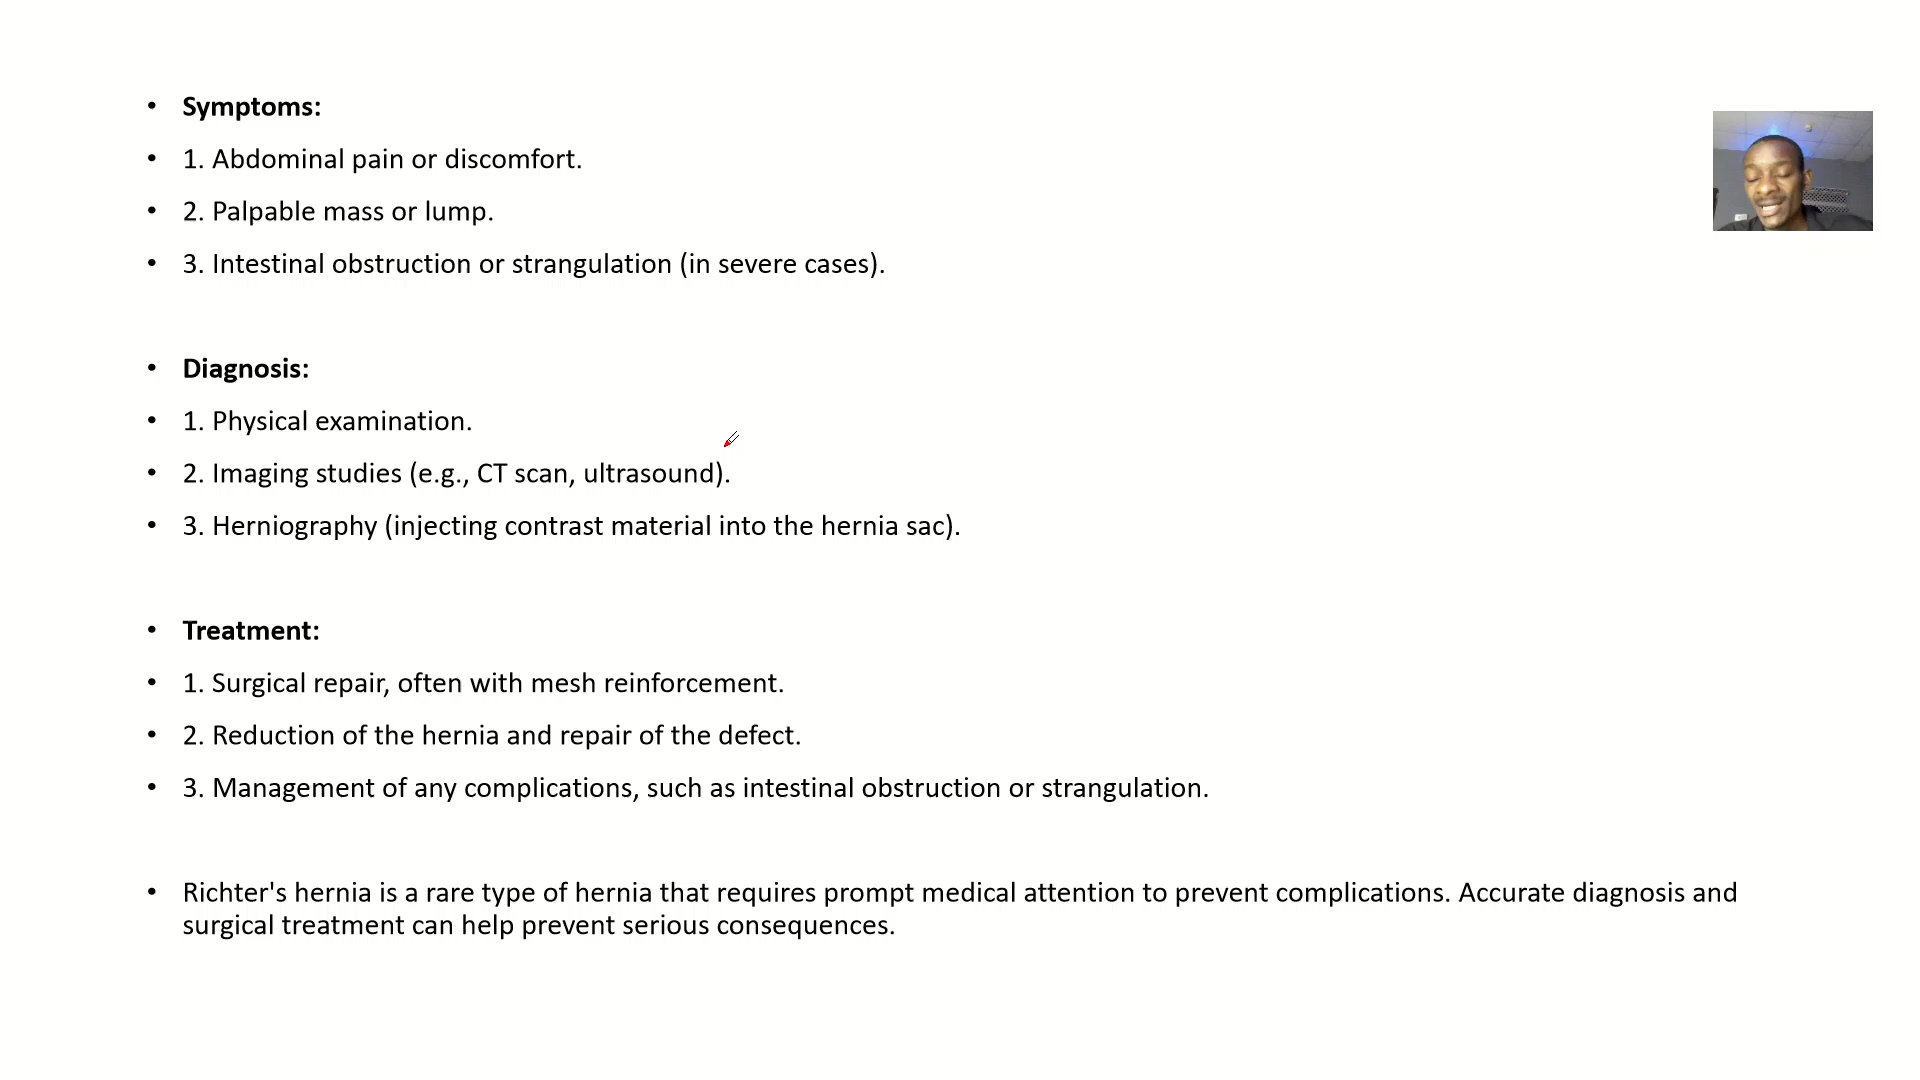 • Symptoms:
• 1. Abdominal pain or discomfort.
• 2. Palpable mass or lump.
• 3. Intestinal obstruction or strangulation (in severe cases).
• Diagnosis:
• 1. Physical examination.
• 2. Imaging studies (e.g., CT scan, ultrasound).
• 3. Herniography (injecting contrast material into the hernia sac).
• Treatment:
• 1. Surgical repair, often with mesh reinforcement.
• 2. Reduction of the hernia and repair of the defect.
• 3. Management of any complications, such as intestinal obstruction or strangulation.
• Richter's hernia is a rare type of hernia that requires prompt medical attention to prevent complications. Accurate diagnosis and
surgical treatment can help prevent serious consequences.